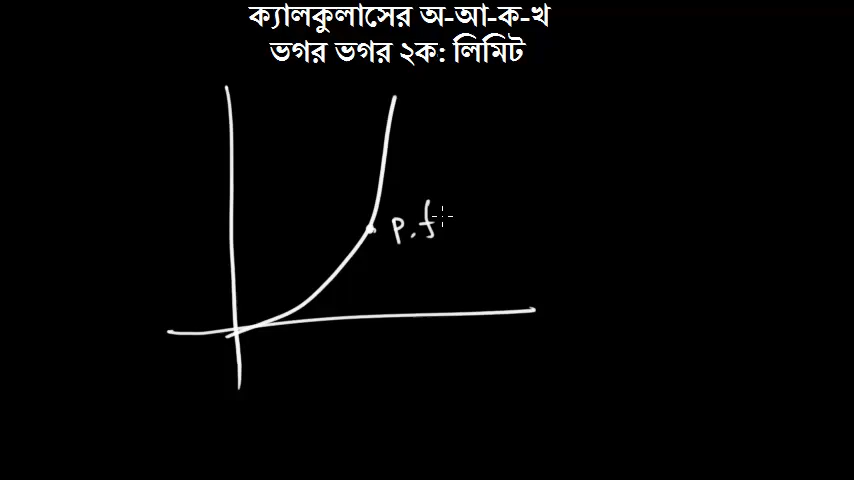 ক্যালকুলাসের অ-আ-ক-খ
ভগর ভগর ২ক: লিমিট
p.f